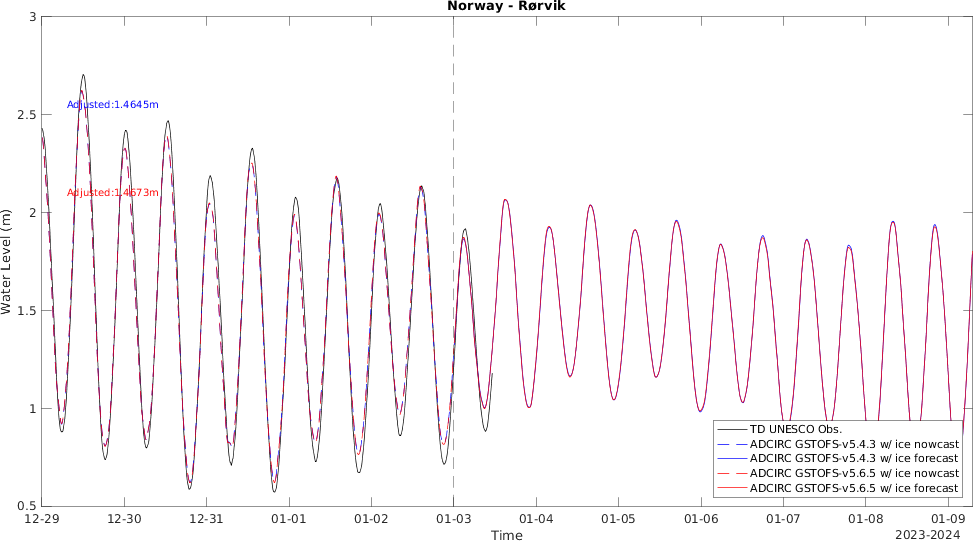 Norway - Rørvik
3
2.5
2
1.5
1
0.5
Water Level (m)
Adjusted:1.4645m
Adjusted:1.4673m
TD UNESCO Obs.
ADCIRC GSTOFS-v5.4.3 w/ ice nowcast
ADCIRC GSTOFS-v5.4.3 w/ ice forecast
ADCIRC GSTOFS-v5.6.5 w/ ice nowcast
ADCIRC GSTOFS-v5.6.5 w/ ice forecast
12-29 12-30 12-31 01-01 01-02 01-03 01-04 01-05 01-06 01-07 01-08 01-09
Time
2023-2024